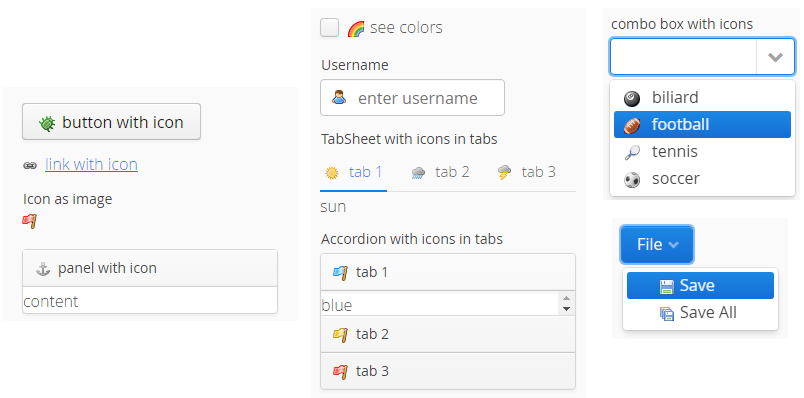 button with icon
link with icon
Icon as image
panel with icon
content
see colors
Username
enter username
TabSheet with icons in tabs
tab 1 tab 2 tab 3
sun
Accordion with icons in tabs
tab 1
blue
tab 2
tab 3
combo box with icons
biliard
football
tennis
soccer
File
Save
Save All